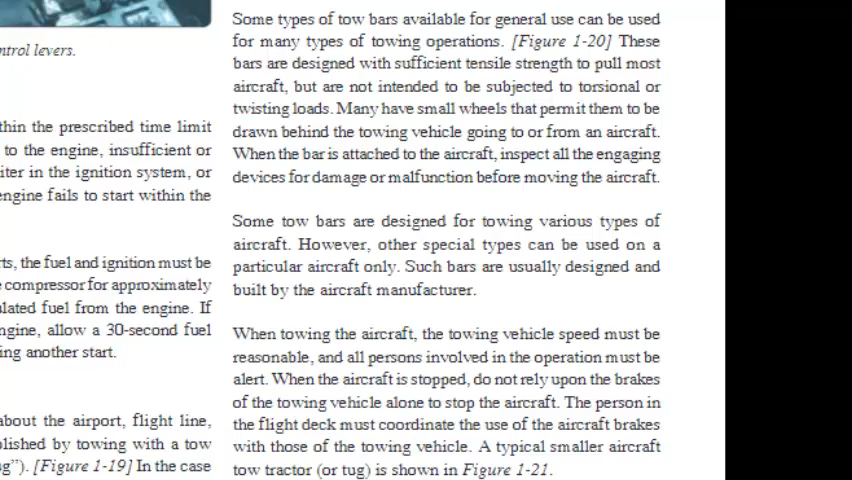 ntrol levers.
thin the prescribed time limit
to the engine, insufficient or
iter in the ignition system, or
engine fails to start within the
rts, the fuel and ignition must be
e compressor for approximately
ulated fuel from the engine. If
ngine, allow a 30-second fuel
ing another start.
about the airport, flight line,
olished by towing with a tow
g”). [Figure 1-19] In the case
Some types of tow bars available for general use can be used
for many types of towing operations. [Figure 1-20] These
bars are designed with sufficient tensile strength to pull most
aircraft, but are not intended to be subjected to torsional or
twisting loads. Many have small wheels that permit them to be
drawn behind the towing vehicle going to or from an aircraft.
When the bar is attached to the aircraft, inspect all the engaging
devices for damage or malfunction before moving the aircraft.
Some tow bars are designed for towing various types of
aircraft. However, other special types can be used on a
particular aircraft only. Such bars are usually designed and
built by the aircraft manufacturer.
When towing the aircraft, the towing vehicle speed must be
reasonable, and all persons involved in the operation must be
alert. When the aircraft is stopped, do not rely upon the brakes
of the towing vehicle alone to stop the aircraft. The person in
the flight deck must coordinate the use of the aircraft brakes
with those of the towing vehicle. A typical smaller aircraft
tow tractor (or tug) is shown in Figure 1-21.